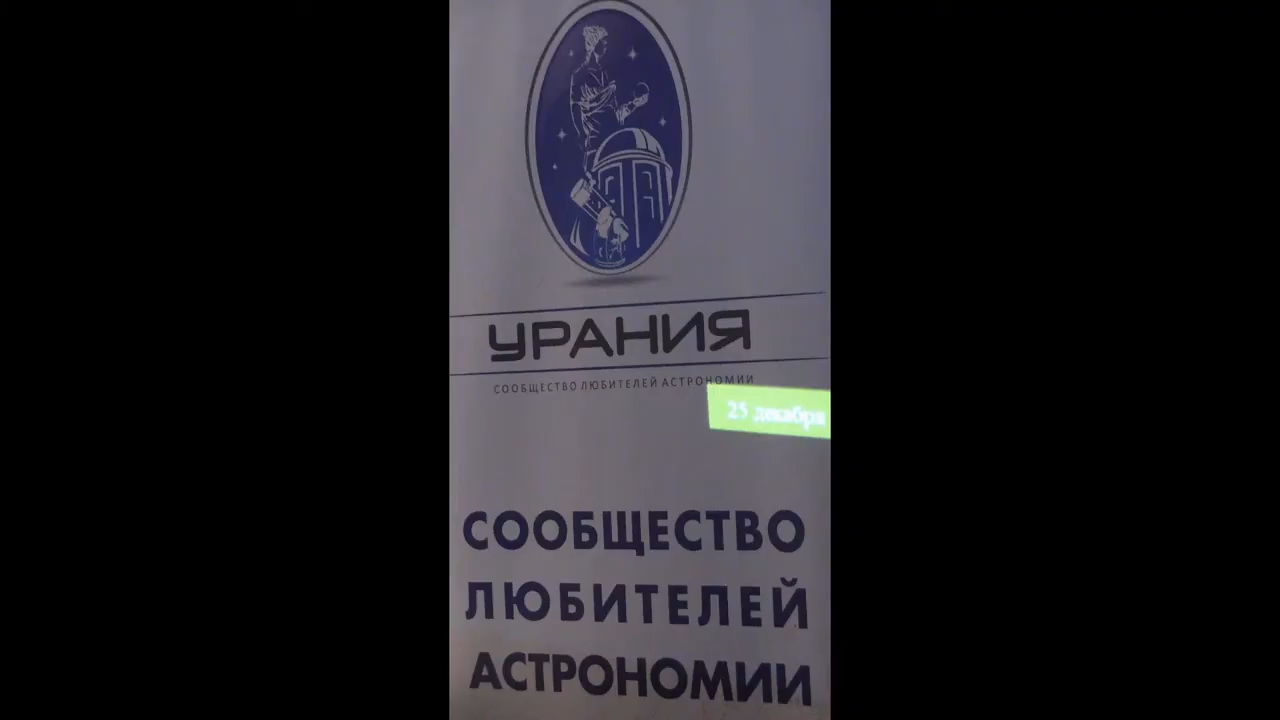 УРАНИЯ
СООБЩЕСТВО ЛЮБИТЕЛЕЙ АСТРОНОМИИ
25 декабря
СООБЩЕСТВО
ЛЮБИТЕЛЕЙ
АСТРОНОМИИ